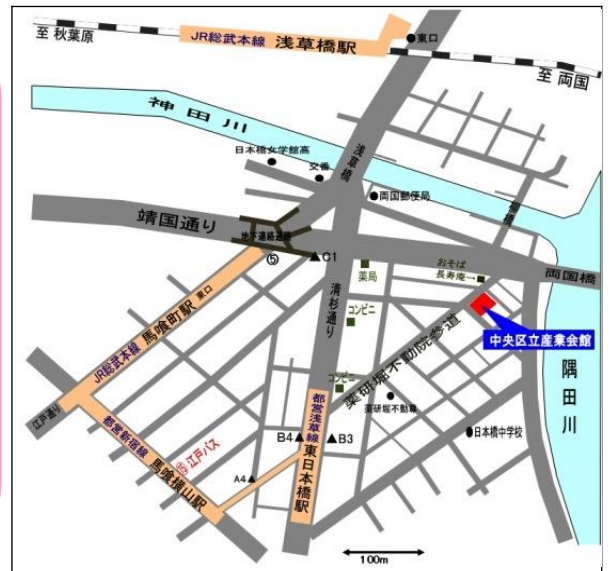 至 秋葉原
JR総武本線 浅草橋駅
東口
至 両国
神田川
日本橋女学館高
交番
浅草橋
両国郵便局
柳橋
靖国通り
地下連絡通路
⑤
C1
薬局
おそば
長寿庵→
両国橋
JR総武本線 馬喰町駅 東口
清杉通り
コンビニ
中央区立産業会館
薬研堀不動院参道
隅田川
コンビニ
江戸通り
都営新宿線 馬喰横山駅
江戸バス
都営浅草線 東日本橋駅
薬研堀不動尊
日本橋中学校
B4
B3
A4
100m